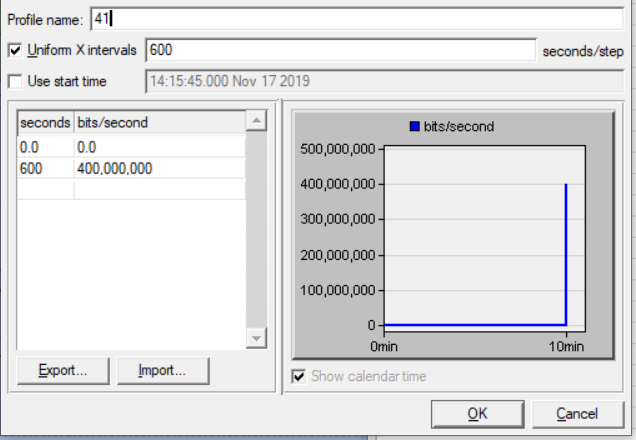 Profile name: 41
Uniform X intervals 600 seconds/step
Use start time 14:15:45.000 Nov 17 2019
seconds bits/second
0.0 0.0
600 400,000,000
bits/second
500,000,000
400,000,000
300,000,000
200,000,000
100,000,000
0
0min 10min
Export... Import...
Show calendar time
OK Cancel